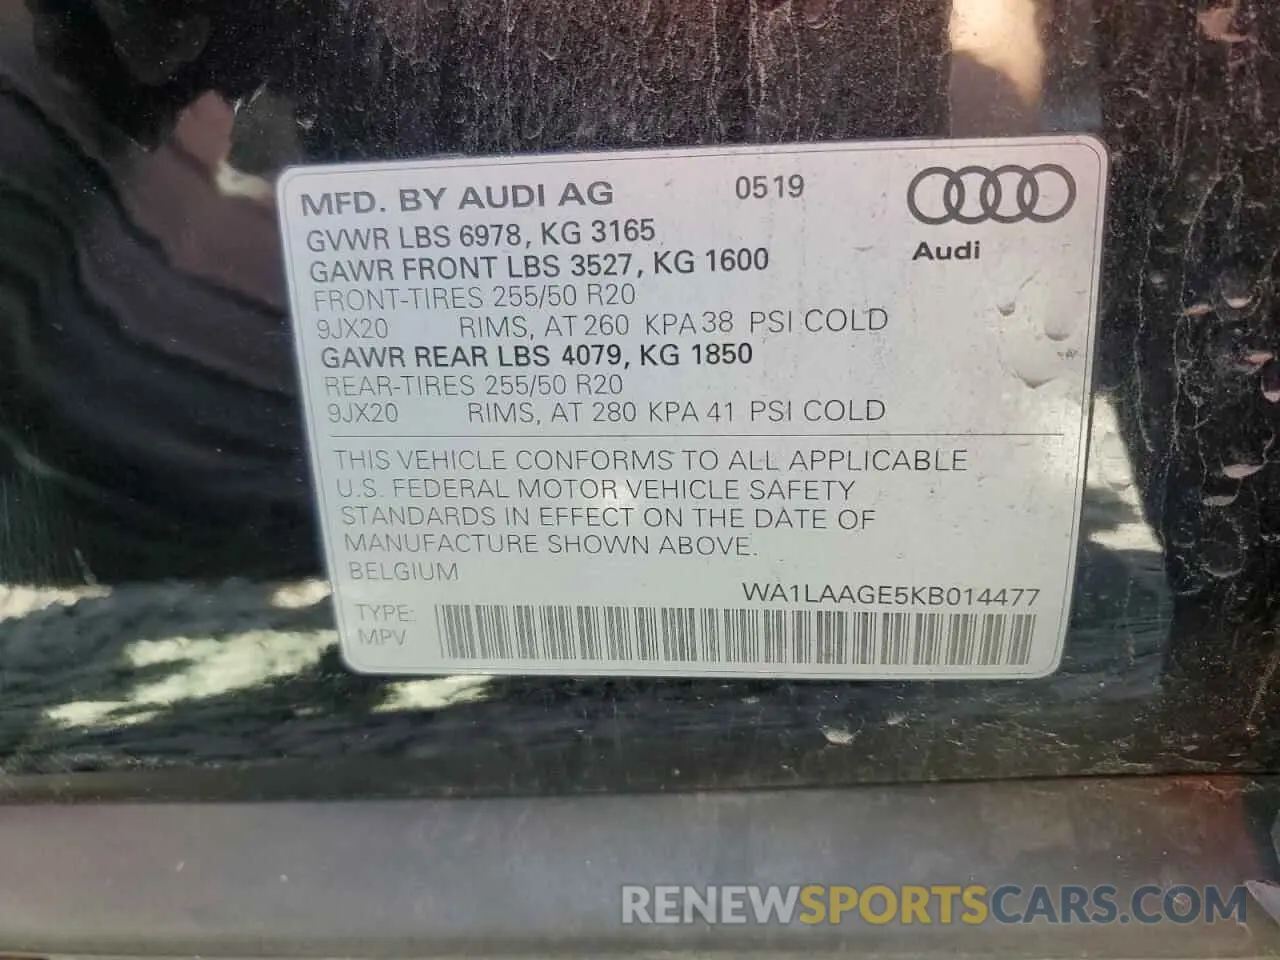 MFD. BY AUDI AG 0519
Audi
GVWR LBS 6978, KG 3165
GAWR FRONT LBS 3527, KG 1600
FRONT-TIRES 255/50 R20
9JX20 RIMS, AT 260 KPA 38 PSI COLD
GAWR REAR LBS 4079, KG 1850
REAR-TIRES 255/50 R20
9JX20 RIMS, AT 280 KPA 41 PSI COLD
THIS VEHICLE CONFORMS TO ALL APPLICABLE
U.S. FEDERAL MOTOR VEHICLE SAFETY
STANDARDS IN EFFECT ON THE DATE OF
MANUFACTURE SHOWN ABOVE.
BELGIUM
WA1LAAGE5KB014477
TYPE:
MPV
RENEWSPORTSCARS.COM